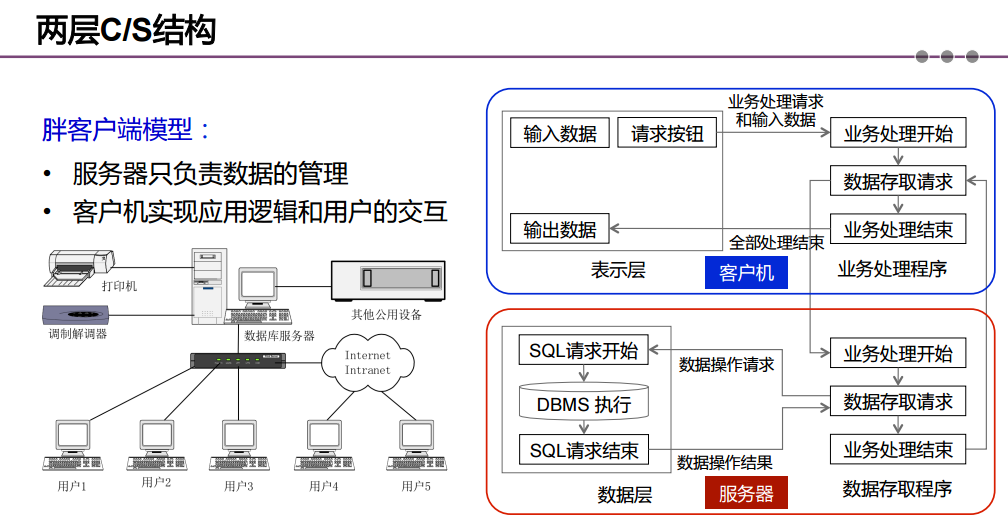 两层C/S结构
胖客户端模型：
• 服务器只负责数据的管理
• 客户机实现应用逻辑和用户的交互
打印机
调制解调器
数据库服务器
其他公用设备
Internet
Intranet
用户1
用户2
用户3
用户4
用户5
输入数据
请求按钮
业务处理请求
和输入数据
业务处理开始
数据存取请求
输出数据
全部处理结束
业务处理结束
表示层
客户机
业务处理程序
SQL请求开始
数据操作请求
业务处理开始
DBMS 执行
数据存取请求
SQL请求结束
数据操作结果
业务处理结束
数据层
服务器
数据存取程序